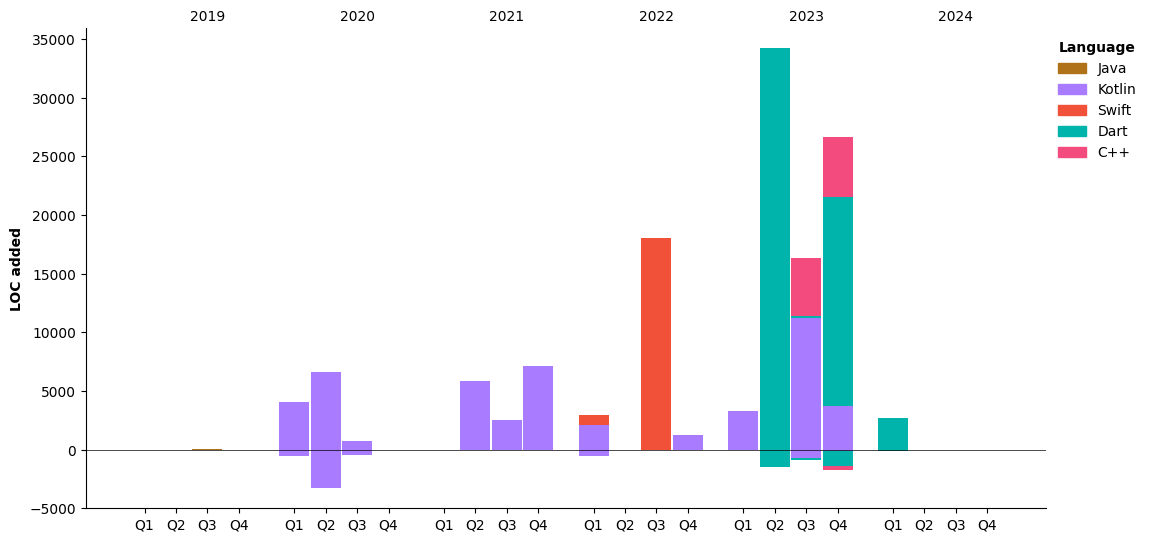 2019 2020 2021 2022 2023 2024
35000
30000
25000
20000
15000
10000
5000
0
−5000
LOC added
Q1 Q2 Q3 Q4 Q1 Q2 Q3 Q4 Q1 Q2 Q3 Q4 Q1 Q2 Q3 Q4 Q1 Q2 Q3 Q4 Q1 Q2 Q3 Q4
Language
Java
Kotlin
Swift
Dart
C++